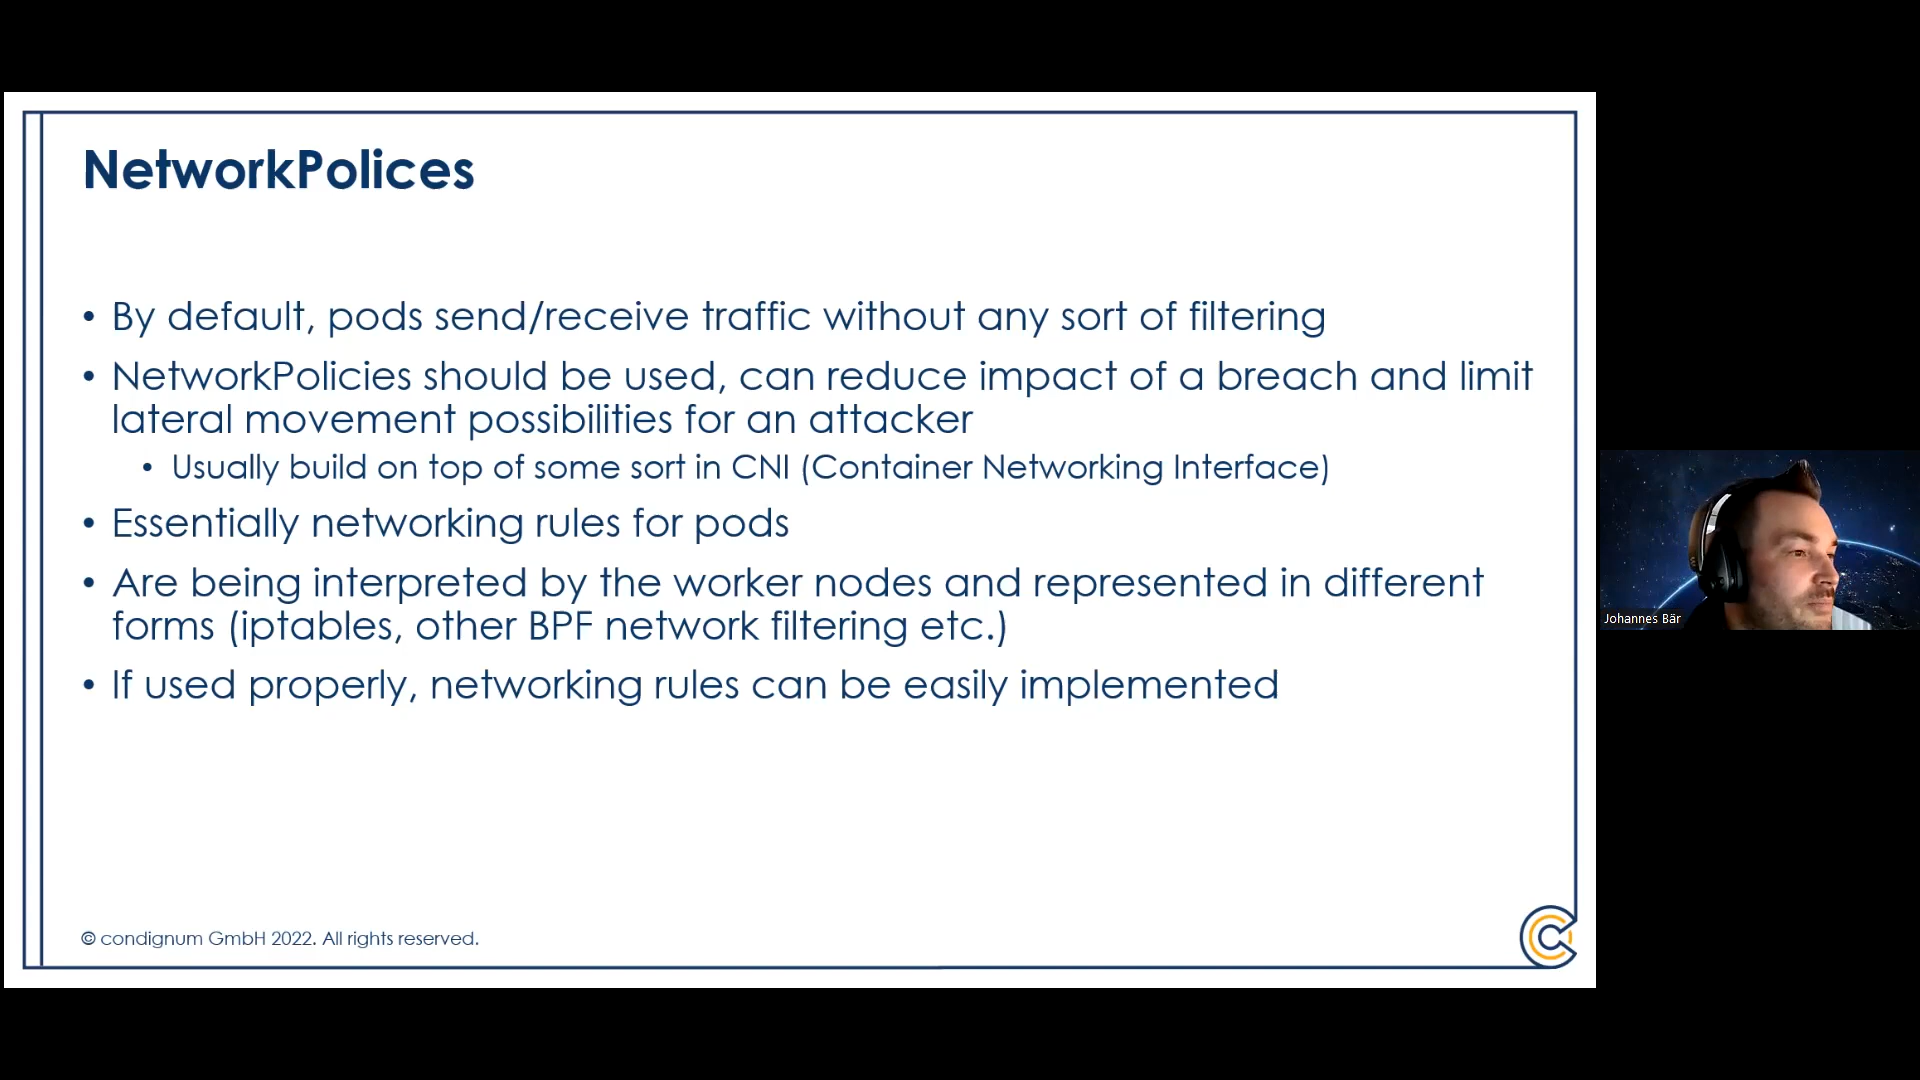 NetworkPolices
• By default, pods send/receive traffic without any sort of filtering
• NetworkPolicies should be used, can reduce impact of a breach and limit
lateral movement possibilities for an attacker
• Usually build on top of some sort in CNI (Container Networking Interface)
• Essentially networking rules for pods
• Are being interpreted by the worker nodes and represented in different
forms (iptables, other BPF network filtering etc.)
• If used properly, networking rules can be easily implemented
© condignum GmbH 2022. All rights reserved.
Johannes Bär